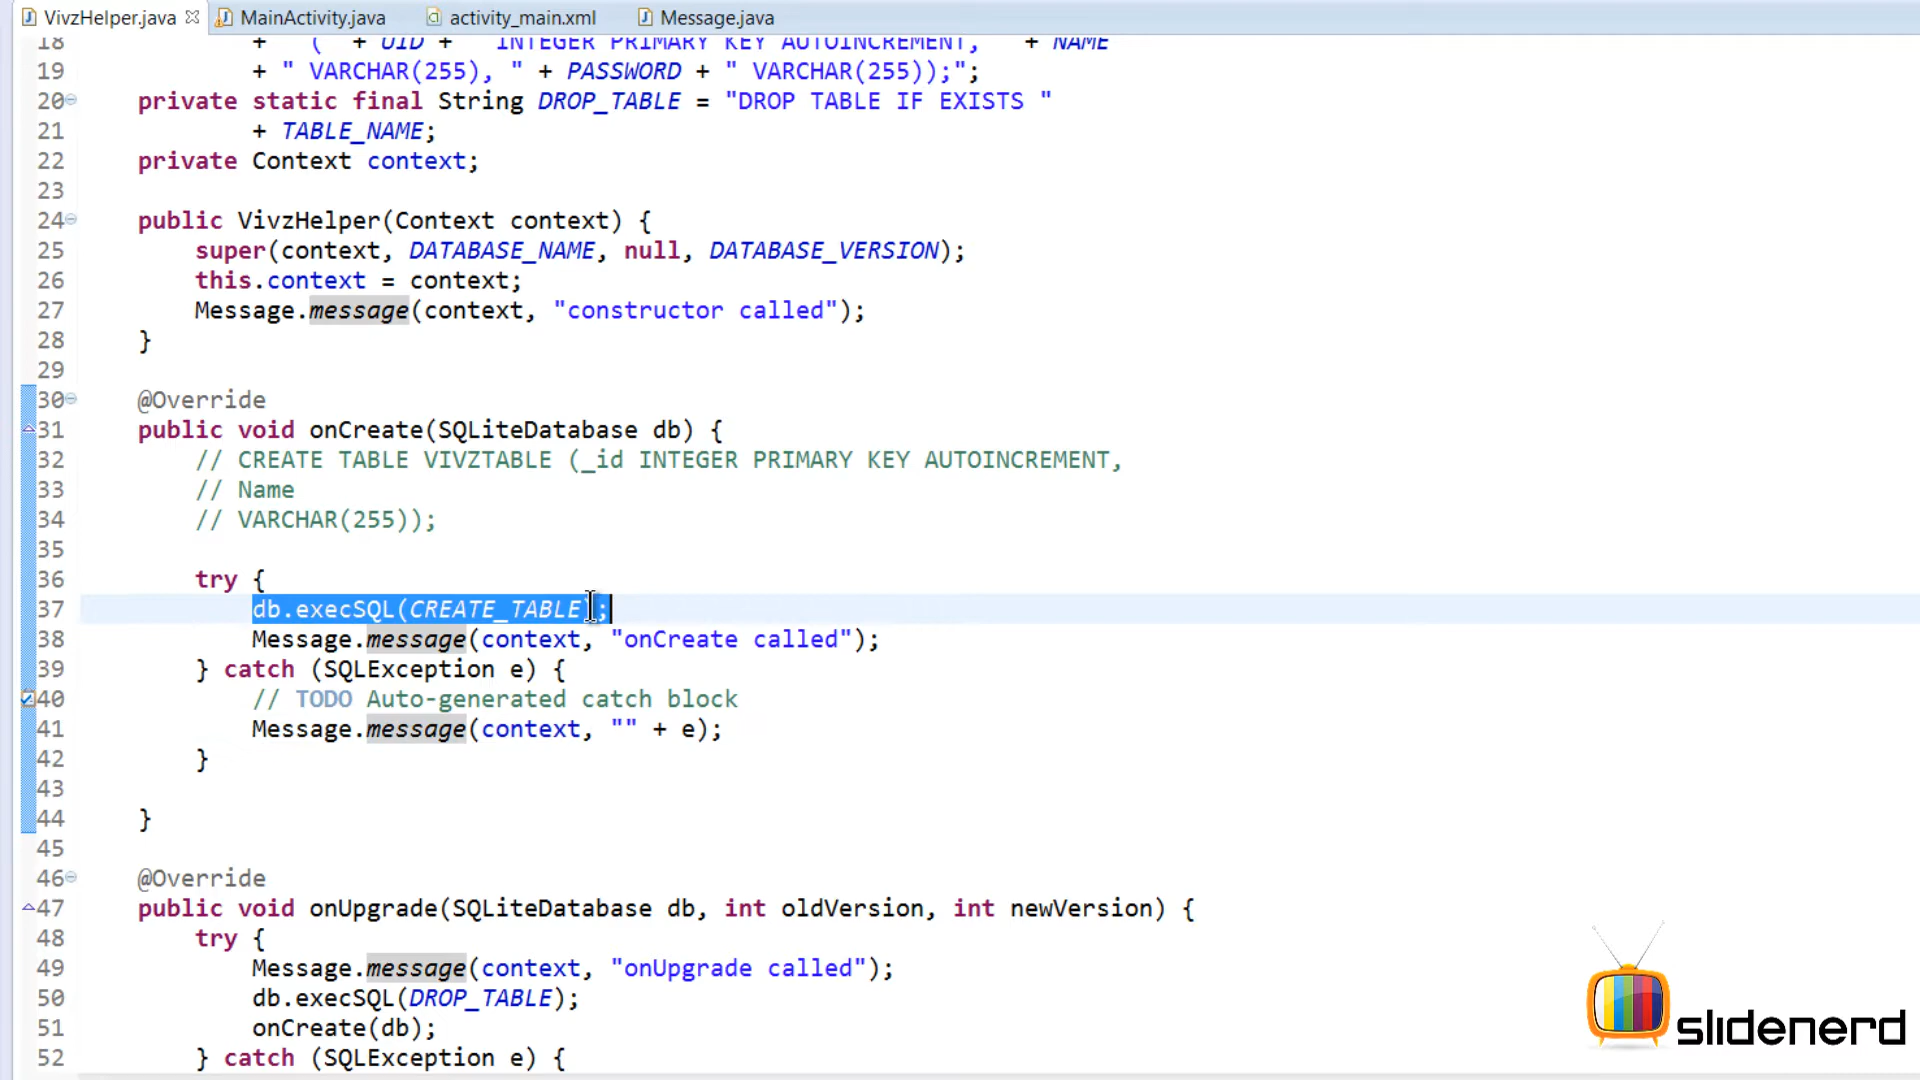 VivzHelper.java MainActivity.java activity_main.xml Message.java
18 + " (" + UID + " INTEGER PRIMARY KEY AUTOINCREMENT, " + NAME
19 + " VARCHAR(255), " + PASSWORD + " VARCHAR(255));";
20 private static final String DROP_TABLE = "DROP TABLE IF EXISTS "
21 + TABLE_NAME;
22 private Context context;
23
24 public VivzHelper(Context context) {
25 super(context, DATABASE_NAME, null, DATABASE_VERSION);
26 this.context = context;
27 Message.message(context, "constructor called");
28 }
29
30 @Override
31 public void onCreate(SQLiteDatabase db) {
32 // CREATE TABLE VIVZTABLE (_id INTEGER PRIMARY KEY AUTOINCREMENT,
33 // Name
34 // VARCHAR(255));
35
36 try {
37 db.execSQL(CREATE_TABLE);
38 Message.message(context, "onCreate called");
39 } catch (SQLException e) {
40 // TODO Auto-generated catch block
41 Message.message(context, "" + e);
42 }
43
44 }
45
46 @Override
47 public void onUpgrade(SQLiteDatabase db, int oldVersion, int newVersion) {
48 try {
49 Message.message(context, "onUpgrade called");
50 db.execSQL(DROP_TABLE);
51 onCreate(db);
52 } catch (SQLException e) {
slidenerd